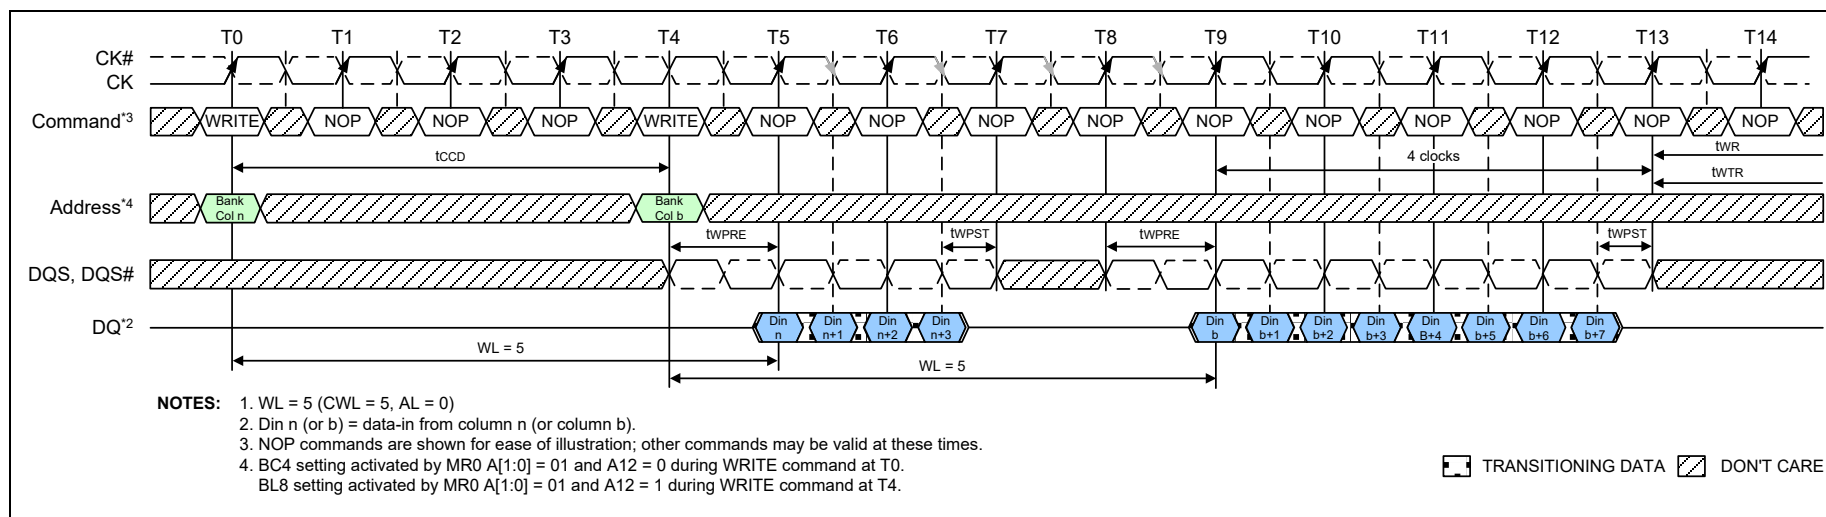 T0 T1 T2 T3 T4 T5 T6 T7 T8 T9 T10 T11 T12 T13 T14
CK#
CK
Command*3 WRITE NOP NOP NOP WRITE NOP NOP NOP NOP NOP NOP NOP NOP NOP NOP
tCCD 4 clocks tWR
tWTR
Address*4 Bank Col n Bank Col b
tWPRE tWPST tWPRE tWPST
DQS, DQS#
DQ*2 Din n Din n+1 Din n+2 Din n+3 Din b Din b+1 Din b+2 Din b+3 Din B+4 Din b+5 Din b+6 Din b+7
WL = 5
WL = 5
NOTES: 1. WL = 5 (CWL = 5, AL = 0)
2. Din n (or b) = data-in from column n (or column b).
3. NOP commands are shown for ease of illustration; other commands may be valid at these times.
4. BC4 setting activated by MR0 A[1:0] = 01 and A12 = 0 during WRITE command at T0.
BL8 setting activated by MR0 A[1:0] = 01 and A12 = 1 during WRITE command at T4.
TRANSITIONING DATA DON'T CARE